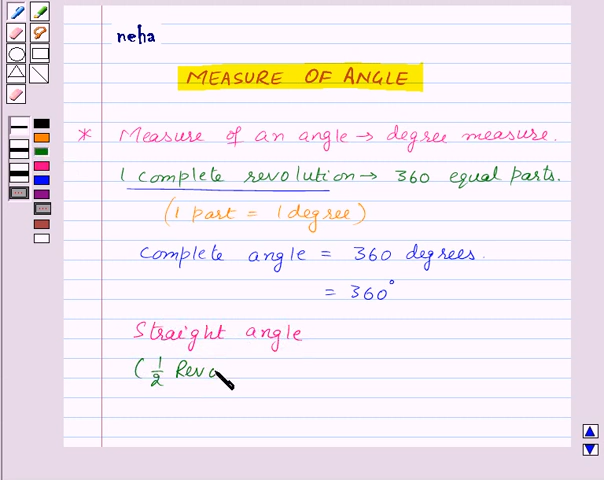 neha
MEASURE OF ANGLE
* Measure of an angle → degree measure.
1 complete revolution → 360 equal parts.
(1 part = 1 degree)
Complete angle = 360 degrees.
= 360°
Straight angle
(1/2 Revo